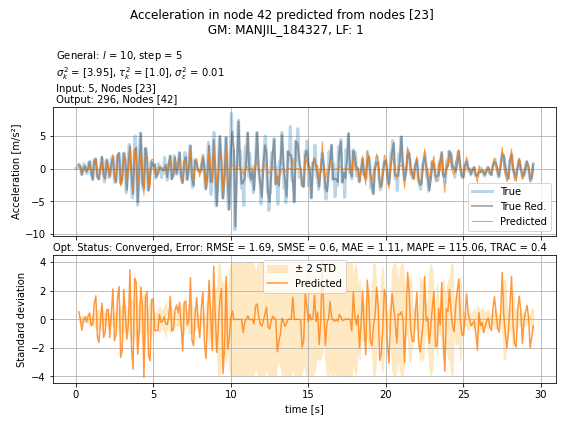 Acceleration in node 42 predicted from nodes [23]
GM: MANJIL_184327, LF: 1
General: l = 10, step = 5
σ²ₖ = [3.95], τ²ₖ = [1.0], σ²ε = 0.01
Input: 5, Nodes [23]
Output: 296, Nodes [42]
Acceleration [m/s²]
5
0
−5
−10
True
True Red.
Predicted
Opt. Status: Converged, Error: RMSE = 1.69, SMSE = 0.6, MAE = 1.11, MAPE = 115.06, TRAC = 0.4
Standard deviation
4
2
0
−2
−4
± 2 STD
Predicted
0 5 10 15 20 25 30
time [s]